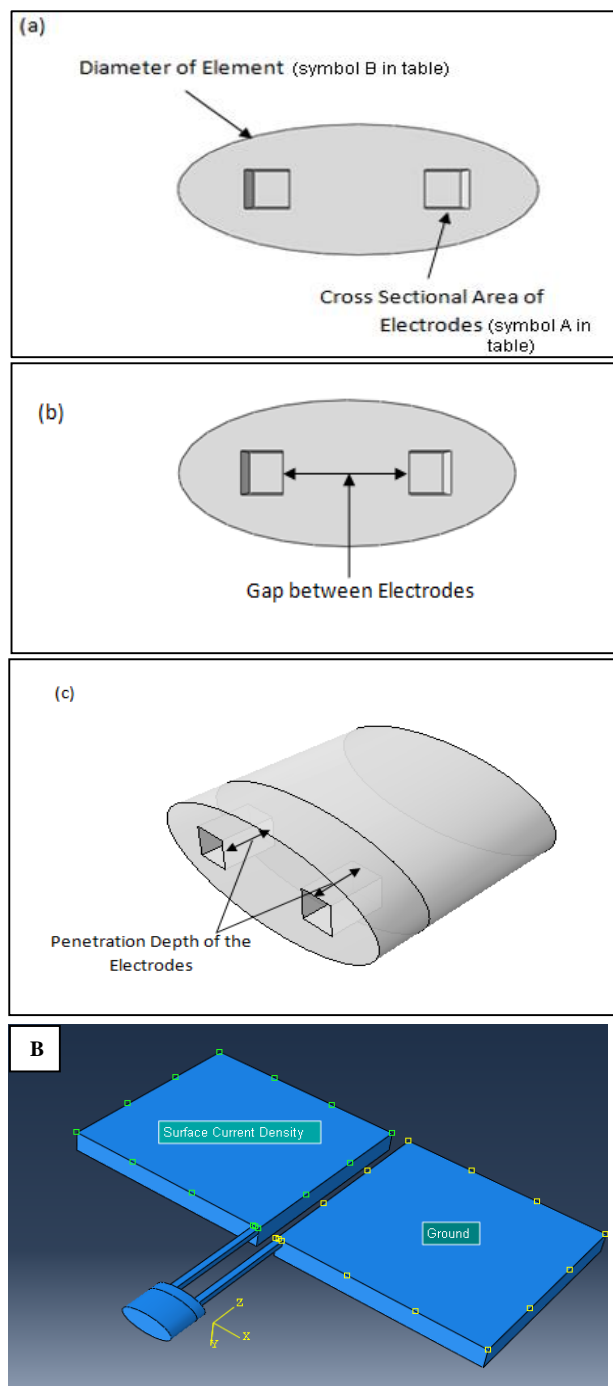 (a)
Diameter of Element (symbol B in table)
Cross Sectional Area of
Electrodes (symbol A in
table)
(b)
Gap between Electrodes
(c)
Penetration Depth of the
Electrodes
B
Surface Current Density
Ground
Z
X
Y